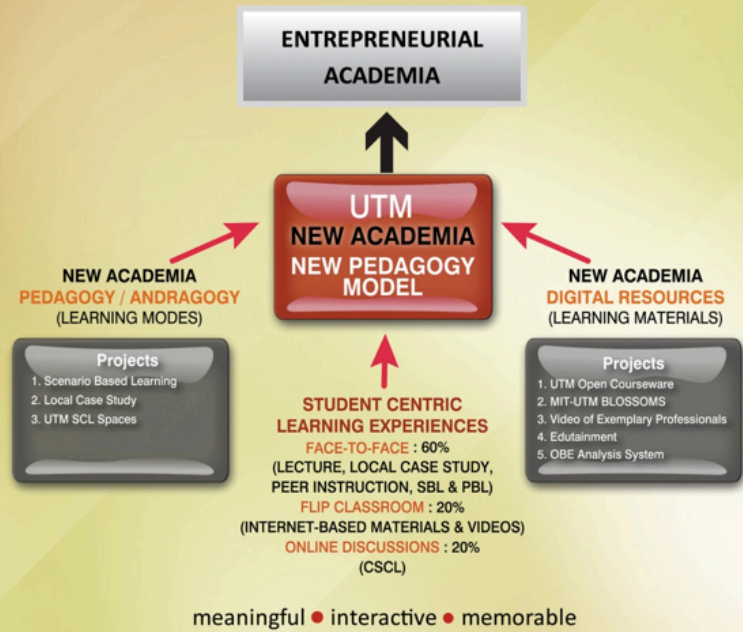 ENTREPRENEURIAL
ACADEMIA
UTM
NEW ACADEMIA
NEW PEDAGOGY
MODEL
NEW ACADEMIA
PEDAGOGY / ANDRAGOGY
(LEARNING MODES)
Projects
1. Scenario Based Learning
2. Local Case Study
3. UTM SCL Spaces
STUDENT CENTRIC
LEARNING EXPERIENCES
FACE-TO-FACE : 60%
(LECTURE, LOCAL CASE STUDY,
PEER INSTRUCTION, SBL & PBL)
FLIP CLASSROOM : 20%
(INTERNET-BASED MATERIALS & VIDEOS)
ONLINE DISCUSSIONS : 20%
(CSCL)
NEW ACADEMIA
DIGITAL RESOURCES
(LEARNING MATERIALS)
Projects
1. UTM Open Courseware
2. MIT-UTM BLOSSOMS
3. Video of Exemplary Professionals
4. Edutainment
5. OBE Analysis System
meaningful ● interactive ● memorable